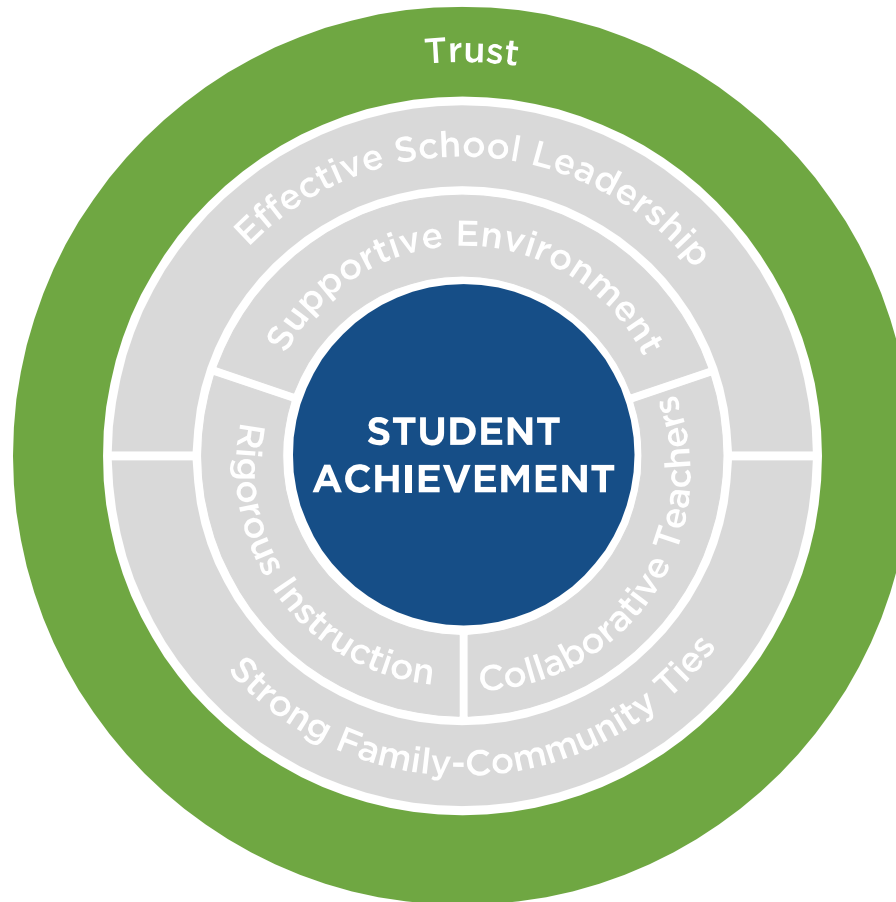 Trust
Effective School Leadership
Supportive Environment
STUDENT
ACHIEVEMENT
Rigorous Instruction
Collaborative Teachers
Strong Family-Community Ties